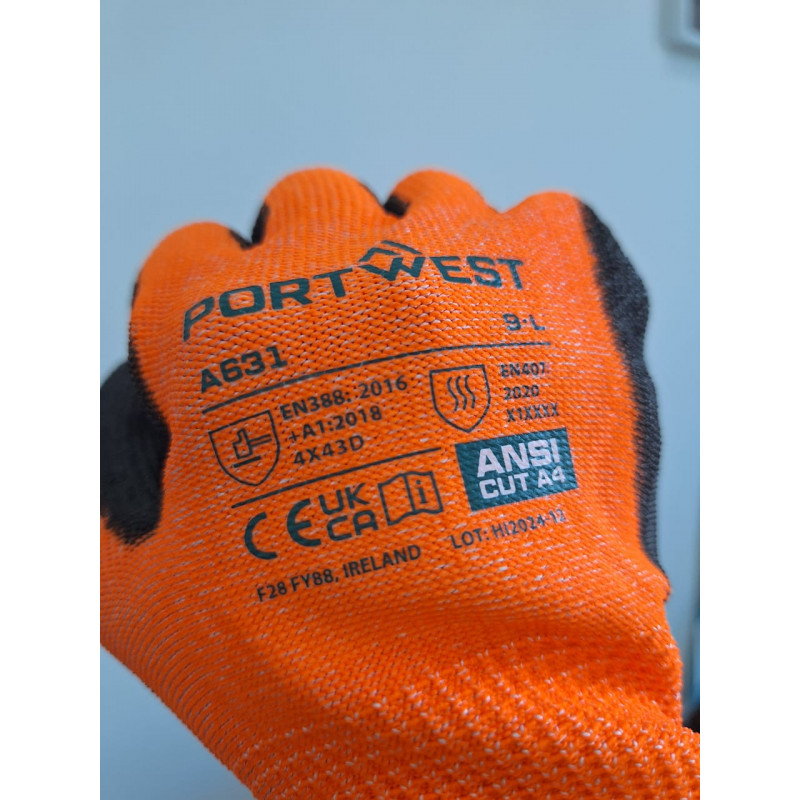 PORTWEST
A631 9-L
EN388: 2016
+A1:2018
4X43D
EN407:
2020
X1XXXX
ANSI
CUT A4
CE UK
CA i
F28 FY88, IRELAND
LOT: HI2024-12